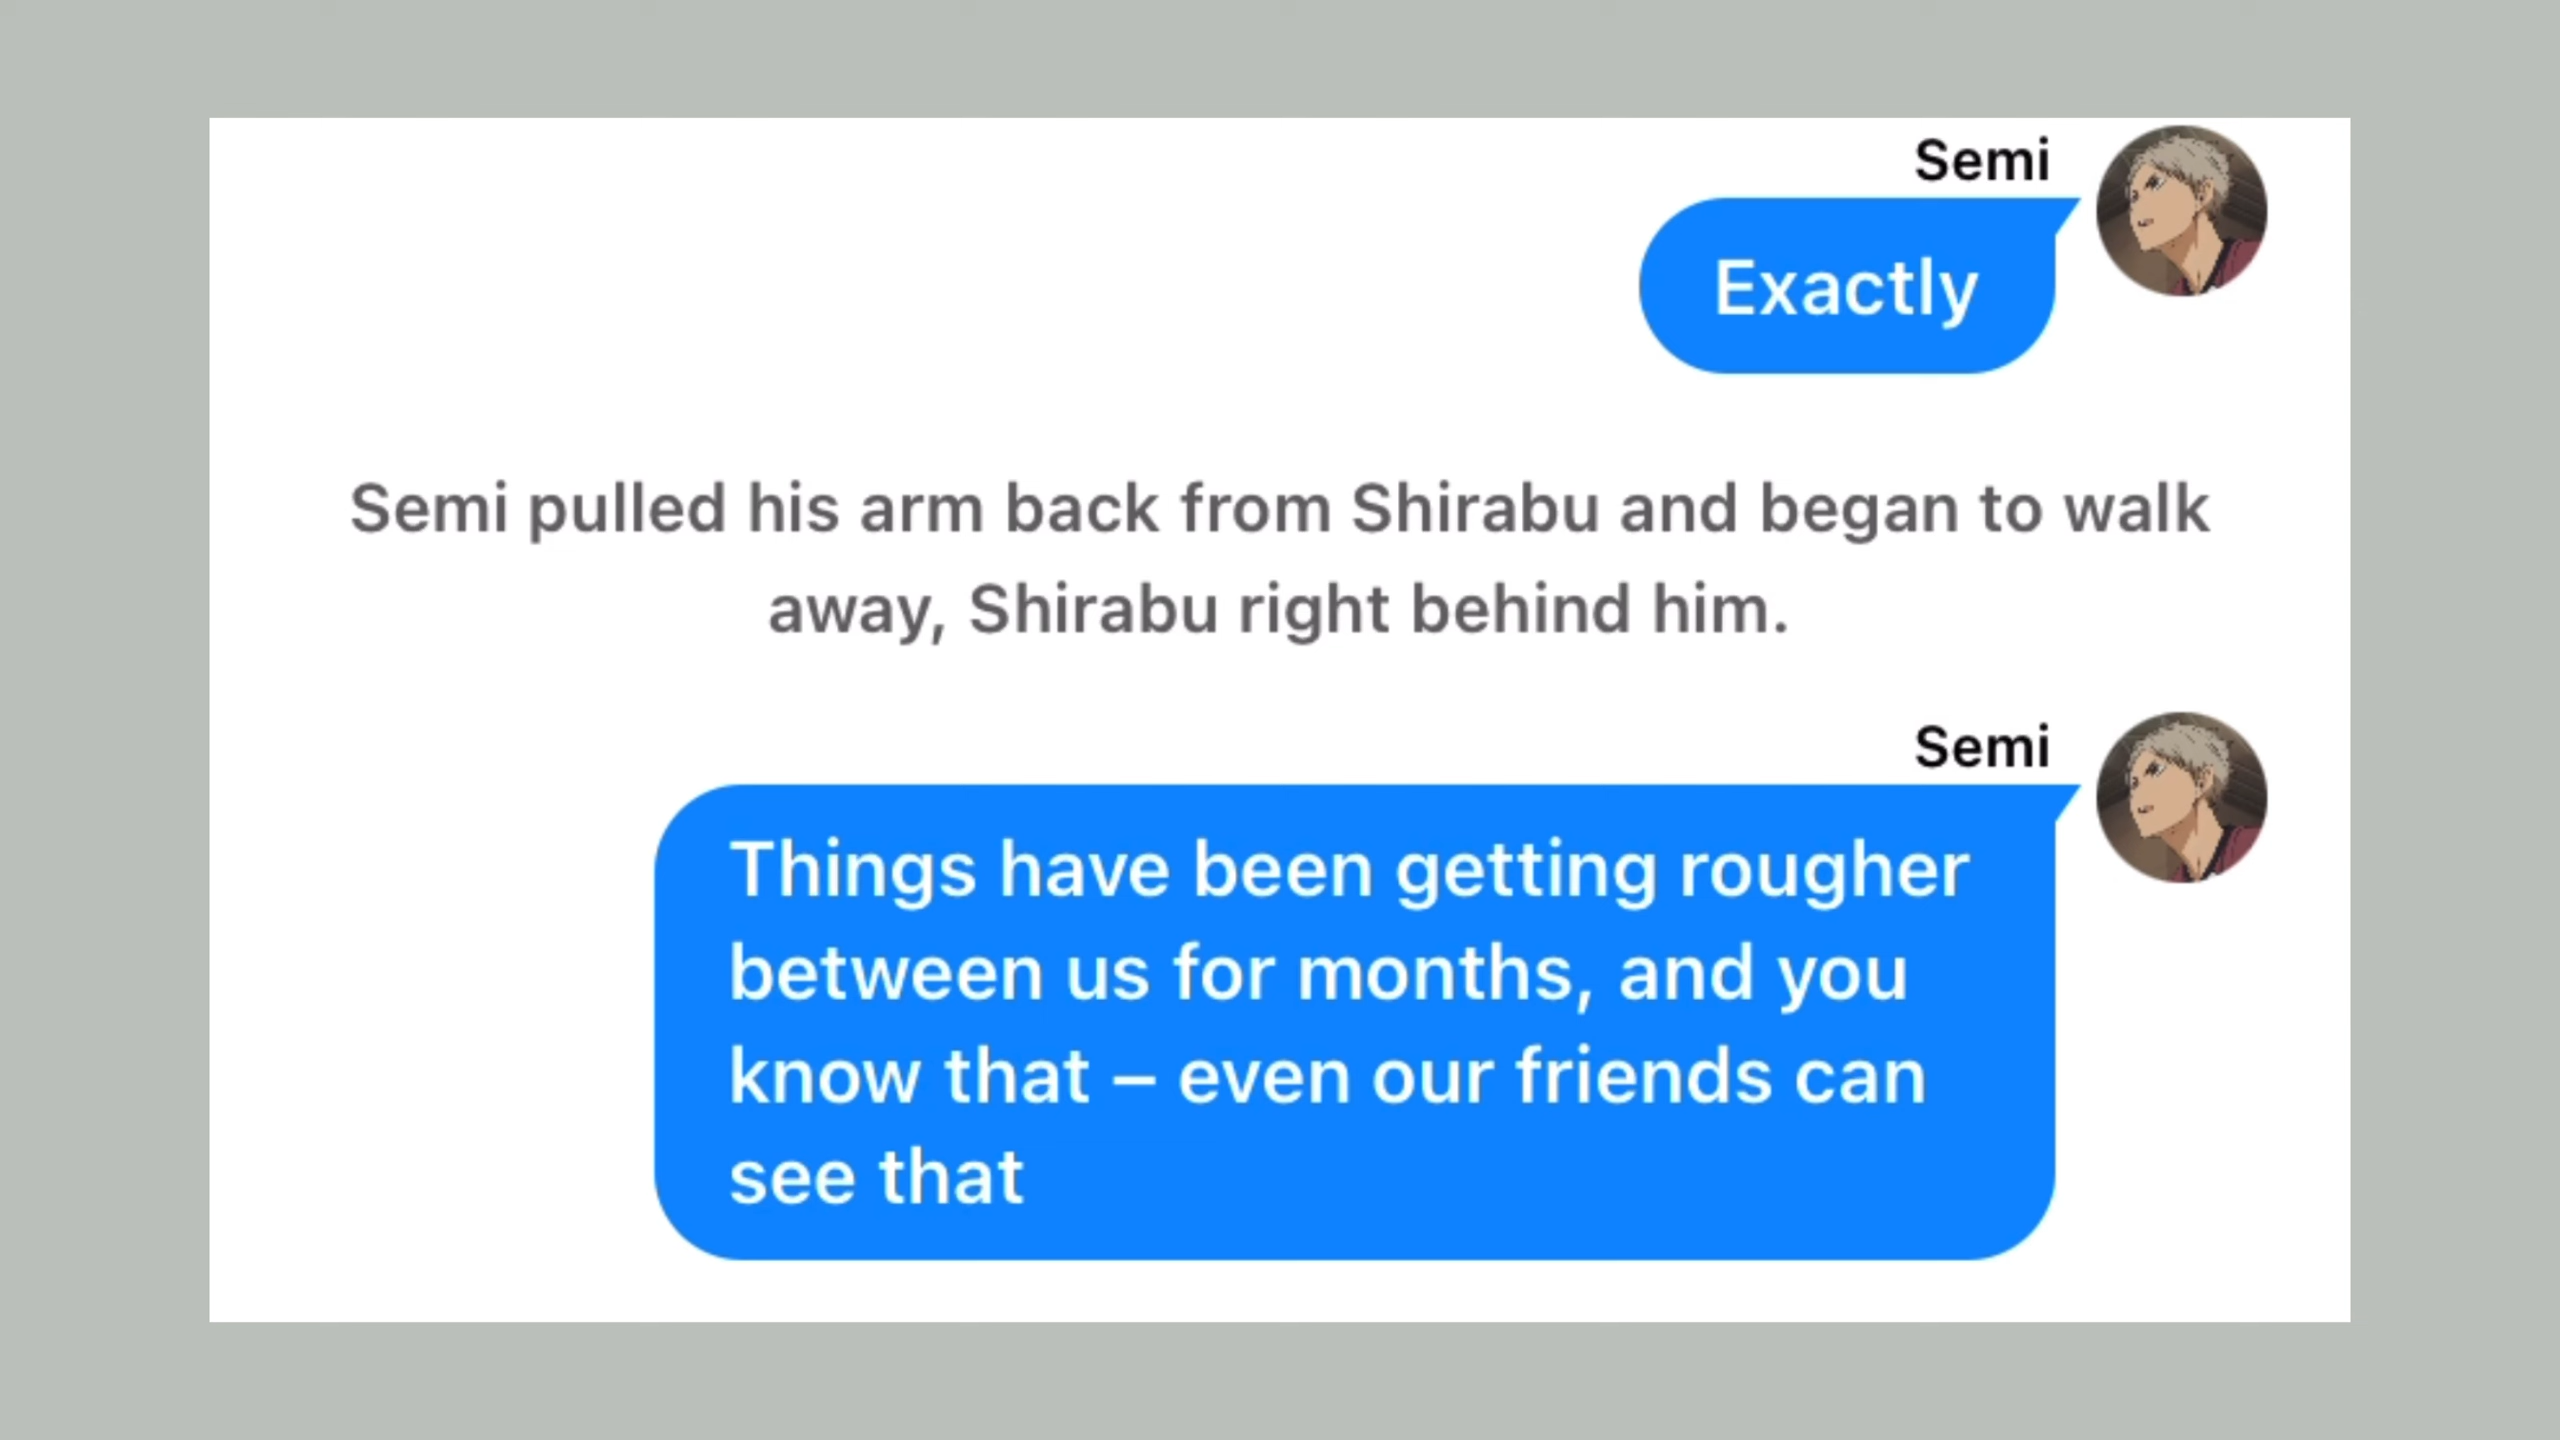 Semi
Exactly
Semi pulled his arm back from Shirabu and began to walk
away, Shirabu right behind him.
Semi
Things have been getting rougher
between us for months, and you
know that – even our friends can
see that